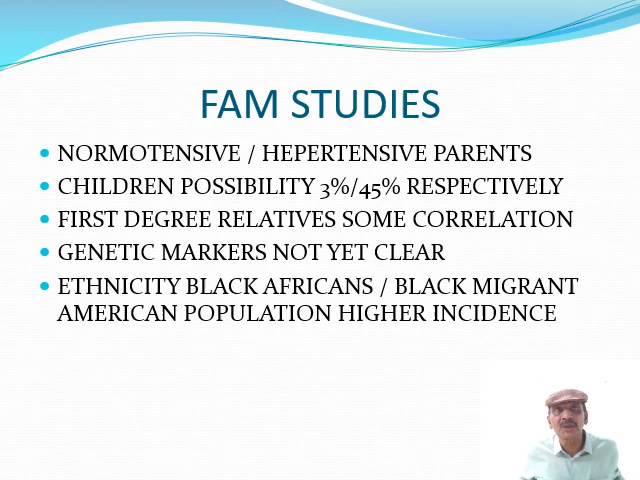 FAM STUDIES
NORMOTENSIVE / HEPERTENSIVE PARENTS
CHILDREN POSSIBILITY 3%/45% RESPECTIVELY
FIRST DEGREE RELATIVES SOME CORRELATION
GENETIC MARKERS NOT YET CLEAR
ETHNICITY BLACK AFRICANS / BLACK MIGRANT
AMERICAN POPULATION HIGHER INCIDENCE